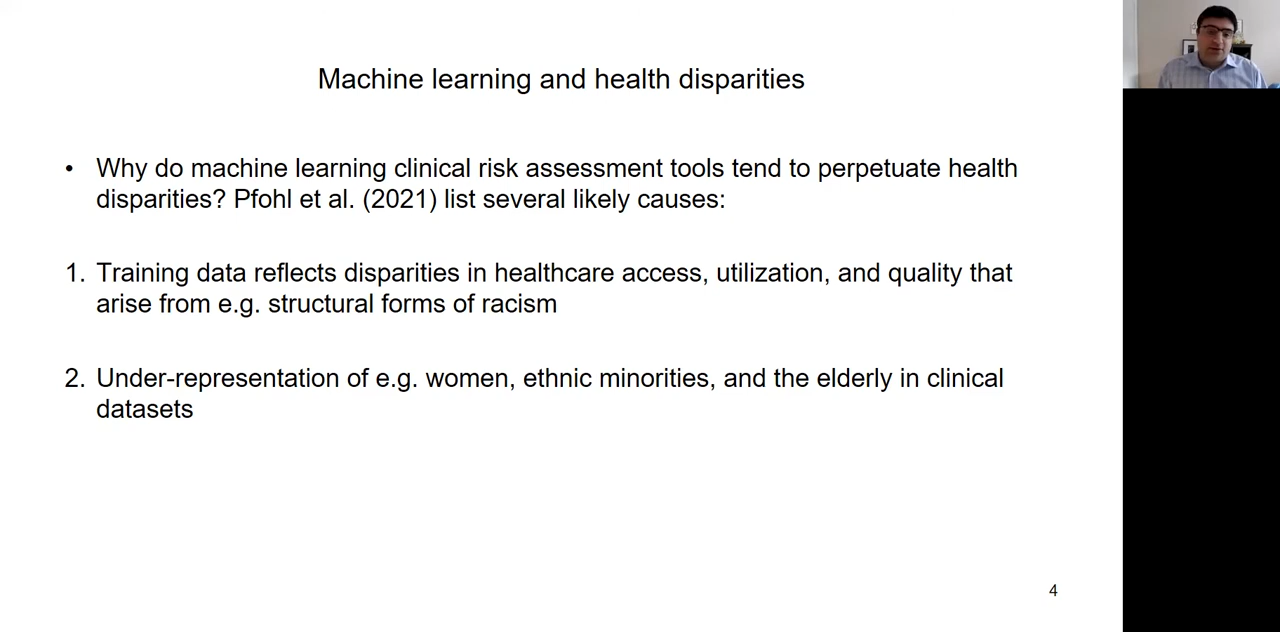 Machine learning and health disparities
• Why do machine learning clinical risk assessment tools tend to perpetuate health
disparities? Pfohl et al. (2021) list several likely causes:
1. Training data reflects disparities in healthcare access, utilization, and quality that
arise from e.g. structural forms of racism
2. Under-representation of e.g. women, ethnic minorities, and the elderly in clinical
datasets
4